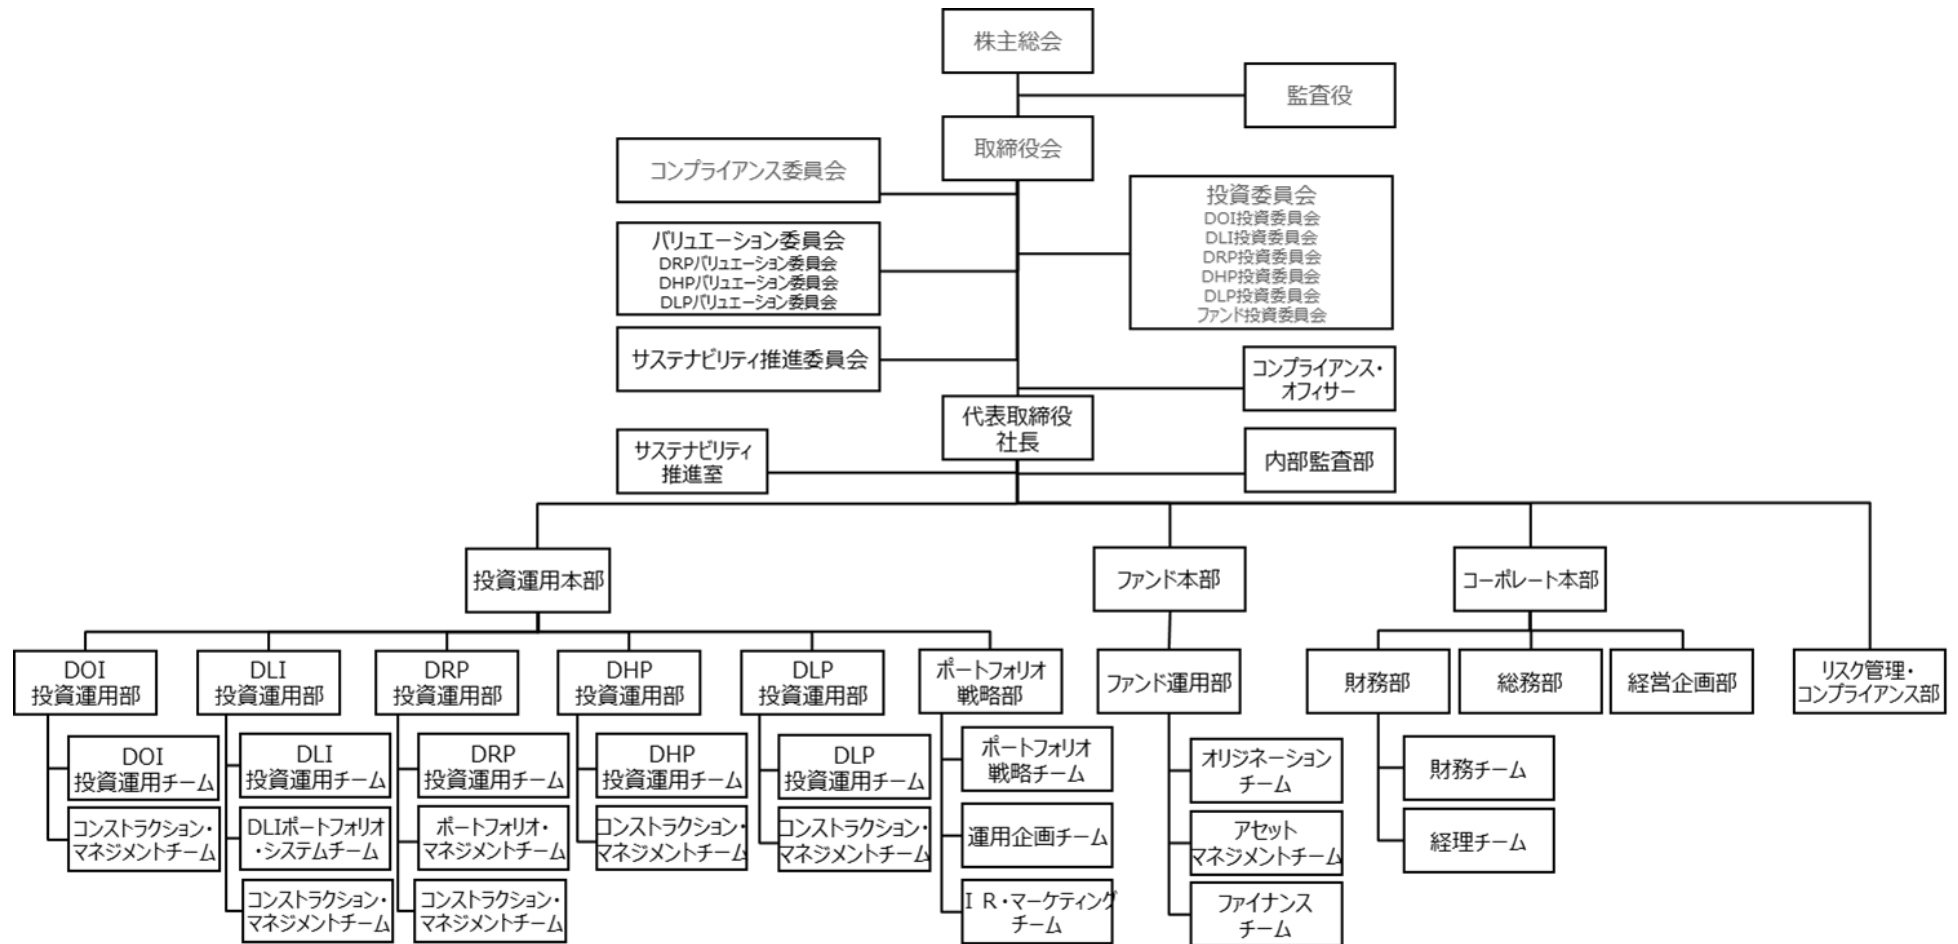 株主総会
監査役
取締役会
コンプライアンス委員会
投資委員会
DOI投資委員会
DLI投資委員会
DRP投資委員会
DHP投資委員会
DLP投資委員会
ファンド投資委員会
バリュエーション委員会
DRPバリュエーション委員会
DHPバリュエーション委員会
DLPバリュエーション委員会
サステナビリティ推進委員会
コンプライアンス・
オフィサー
代表取締役
社長
サステナビリティ
推進室
内部監査部
投資運用本部
ファンド本部
コーポレート本部
DOI
投資運用部
DLI
投資運用部
DRP
投資運用部
DHP
投資運用部
DLP
投資運用部
ポートフォリオ
戦略部
ファンド運用部
財務部
総務部
経営企画部
リスク管理・
コンプライアンス部
DOI
投資運用チーム
コンストラクション・
マネジメントチーム
DLI
投資運用チーム
DLIポートフォリオ
・システムチーム
コンストラクション・
マネジメントチーム
DRP
投資運用チーム
ポートフォリオ・
マネジメントチーム
コンストラクション・
マネジメントチーム
DHP
投資運用チーム
コンストラクション・
マネジメントチーム
DLP
投資運用チーム
コンストラクション・
マネジメントチーム
ポートフォリオ
戦略チーム
運用企画チーム
ＩＲ・マーケティング
チーム
オリジネーション
チーム
アセット
マネジメントチーム
ファイナンス
チーム
財務チーム
経理チーム